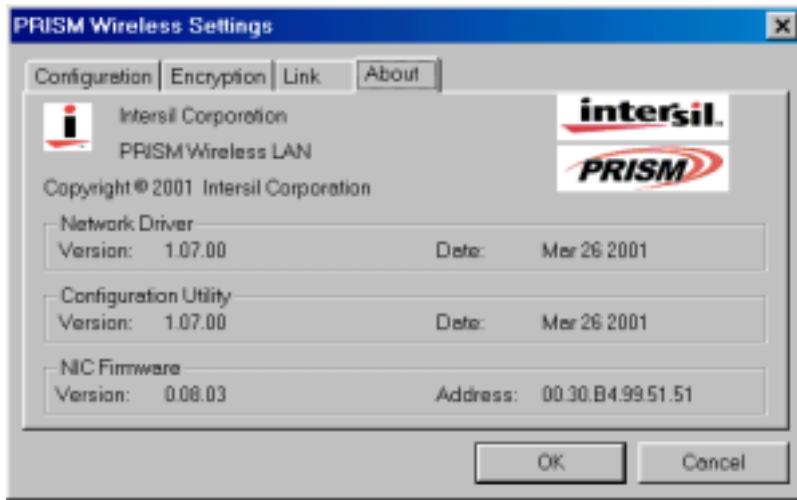 PRISM Wireless Settings
Configuration Encryption Link About
i intersil.
Intersil Corporation
PRISM Wireless LAN
PRISM
Copyright © 2001 Intersil Corporation
Network Driver
Version: 1.07.00 Date: Mar 26 2001
Configuration Utility
Version: 1.07.00 Date: Mar 26 2001
NIC Firmware
Version: 0.08.03 Address: 00.30.B4.99.51.51
OK Cancel